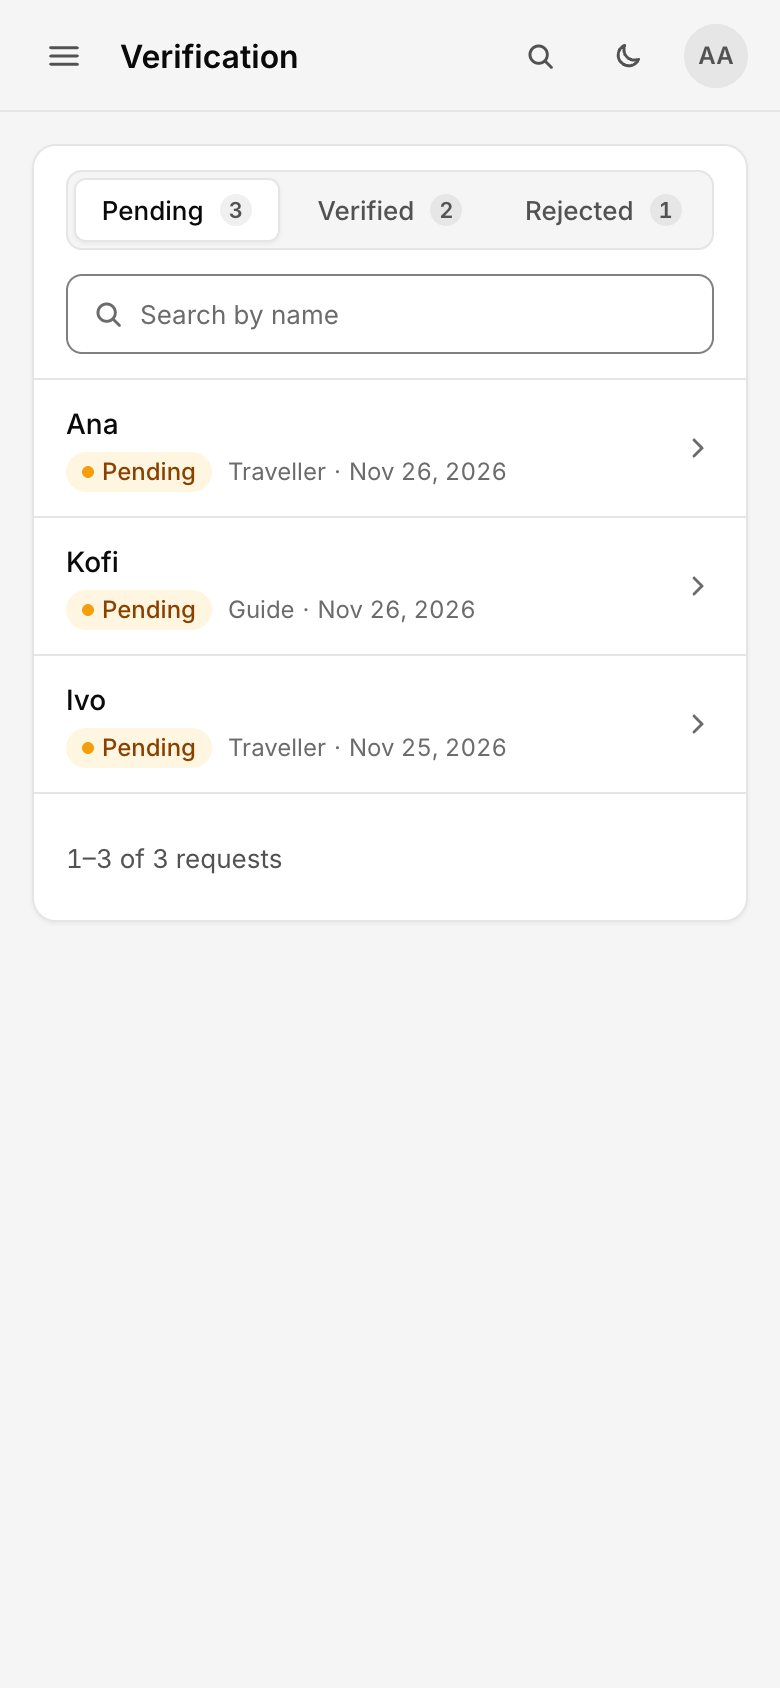 Verification
AA
Pending 3
Verified 2
Rejected 1
Search by name
Ana
Pending Traveller · Nov 26, 2026
Kofi
Pending Guide · Nov 26, 2026
Ivo
Pending Traveller · Nov 25, 2026
1–3 of 3 requests